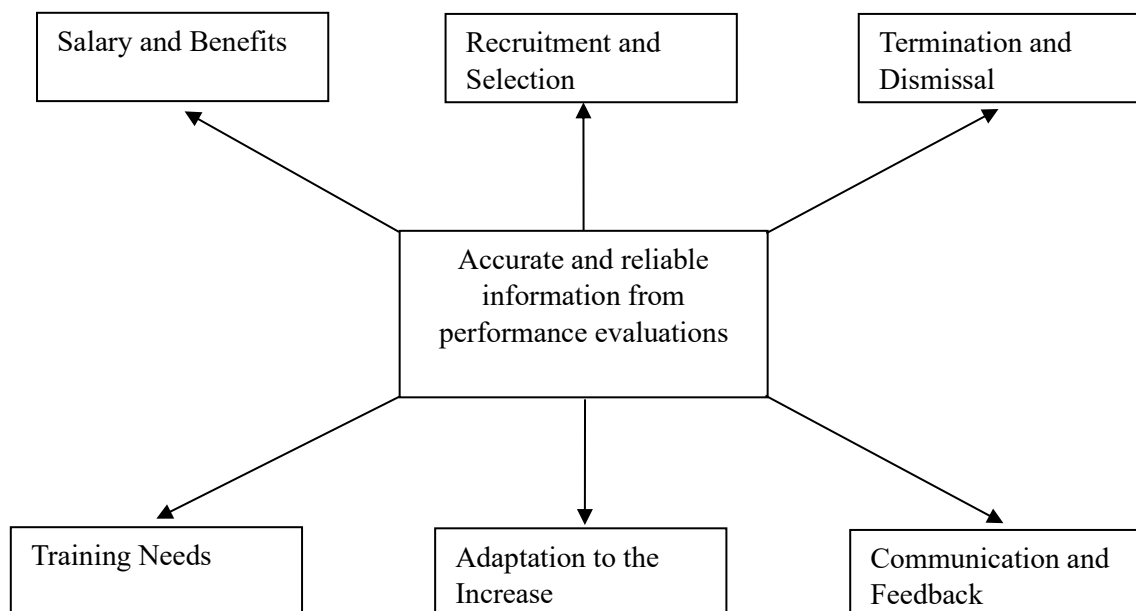 Salary and Benefits
Recruitment and
Selection
Termination and
Dismissal
Accurate and reliable
information from
performance evaluations
Training Needs
Adaptation to the
Increase
Communication and
Feedback